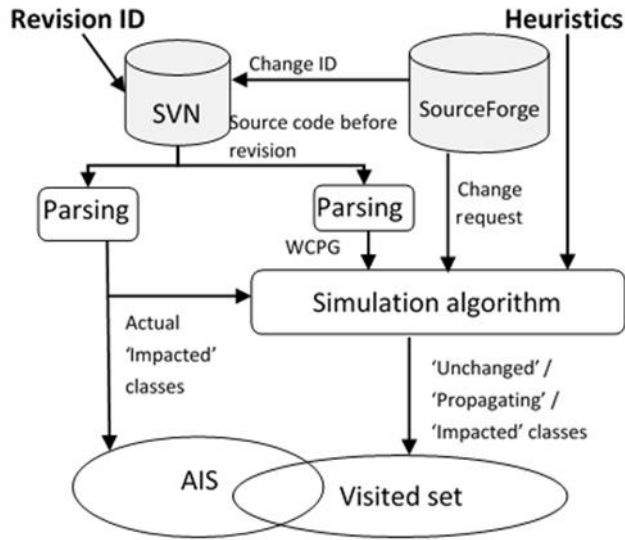 Revision ID
Heuristics
Change ID
SVN
SourceForge
Source code before
revision
Parsing
Parsing
Change
request
WCPG
Simulation algorithm
Actual
‘Impacted’
classes
‘Unchanged’ /
‘Propagating’ /
‘Impacted’ classes
AIS
Visited set